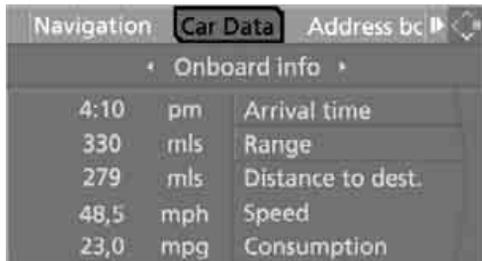 Navigation Car Data Address bc
Onboard info
4:10 pm Arrival time
330 mls Range
279 mls Distance to dest.
48,5 mph Speed
23,0 mpg Consumption